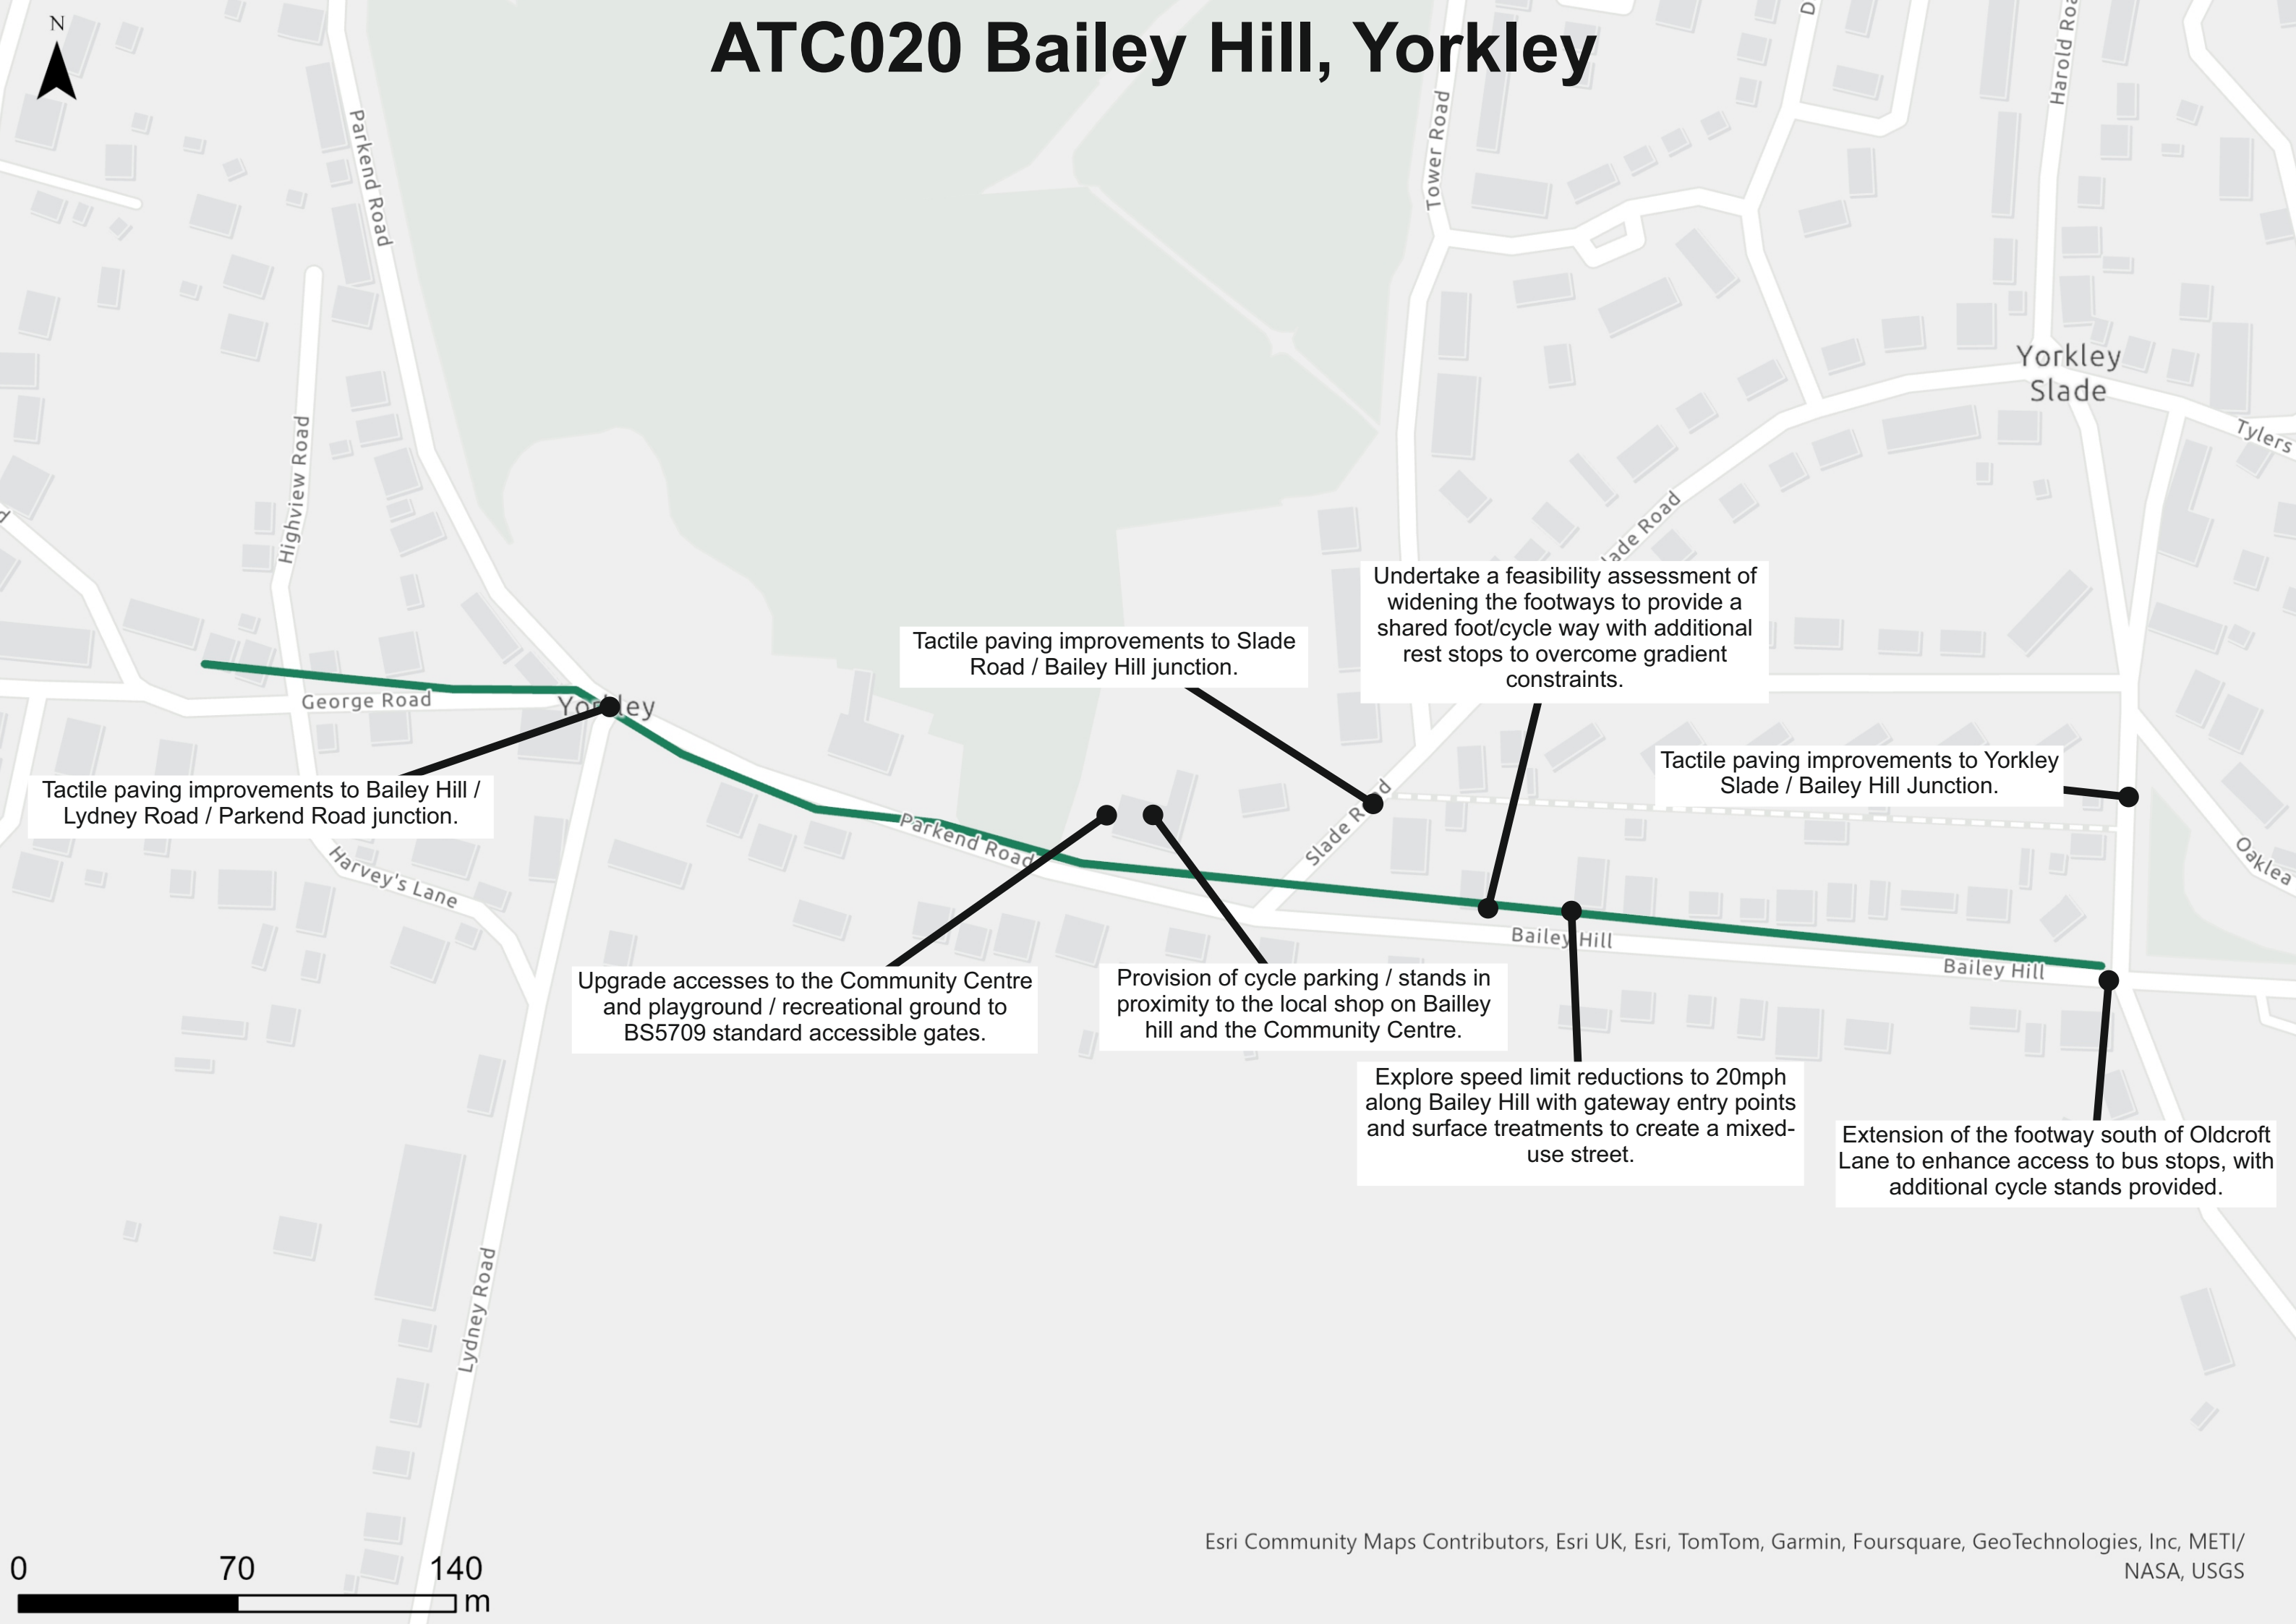 ATC020 Bailey Hill, Yorkley
N
Parkend Road
Tower Road
Harold
Yorkley
Slade
Tylers
Highview Road
Slade Road
Undertake a feasibility assessment of
widening the footways to provide a
shared foot/cycle way with additional
rest stops to overcome gradient
constraints.
Tactile paving improvements to Slade
Road / Bailey Hill junction.
George Road
Yorkley
Tactile paving improvements to Yorkley
Slade / Bailey Hill Junction.
Tactile paving improvements to Bailey Hill /
Lydney Road / Parkend Road junction.
Parkend Road
Slade Road
Oaklea
Harvey's Lane
Bailey Hill
Bailey Hill
Upgrade accesses to the Community Centre
and playground / recreational ground to
BS5709 standard accessible gates.
Provision of cycle parking / stands in
proximity to the local shop on Bailley
hill and the Community Centre.
Explore speed limit reductions to 20mph
along Bailey Hill with gateway entry points
and surface treatments to create a mixed-
use street.
Extension of the footway south of Oldcroft
Lane to enhance access to bus stops, with
additional cycle stands provided.
Lydney Road
Esri Community Maps Contributors, Esri UK, Esri, TomTom, Garmin, Foursquare, GeoTechnologies, Inc, METI/
NASA, USGS
0 70 140
m